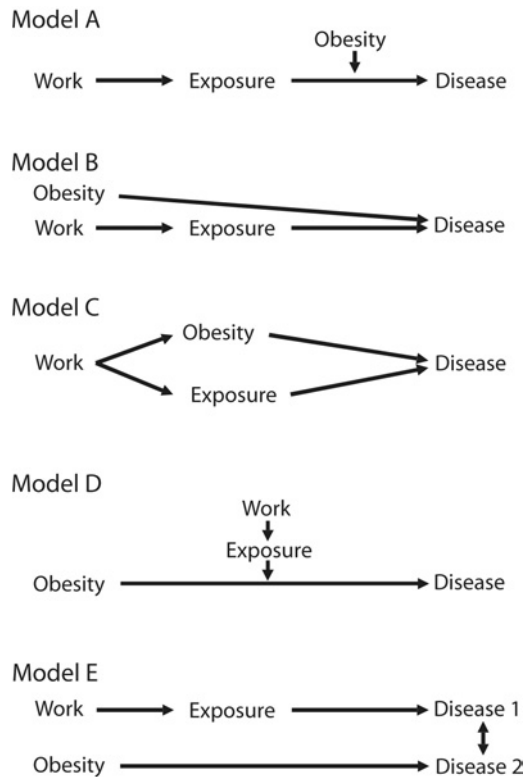 Model A
Obesity
Work Exposure Disease
Model B
Obesity
Work Exposure Disease
Model C
Obesity
Work Disease
Exposure
Model D
Work
Exposure
Obesity Disease
Model E
Work Exposure Disease 1
Obesity Disease 2